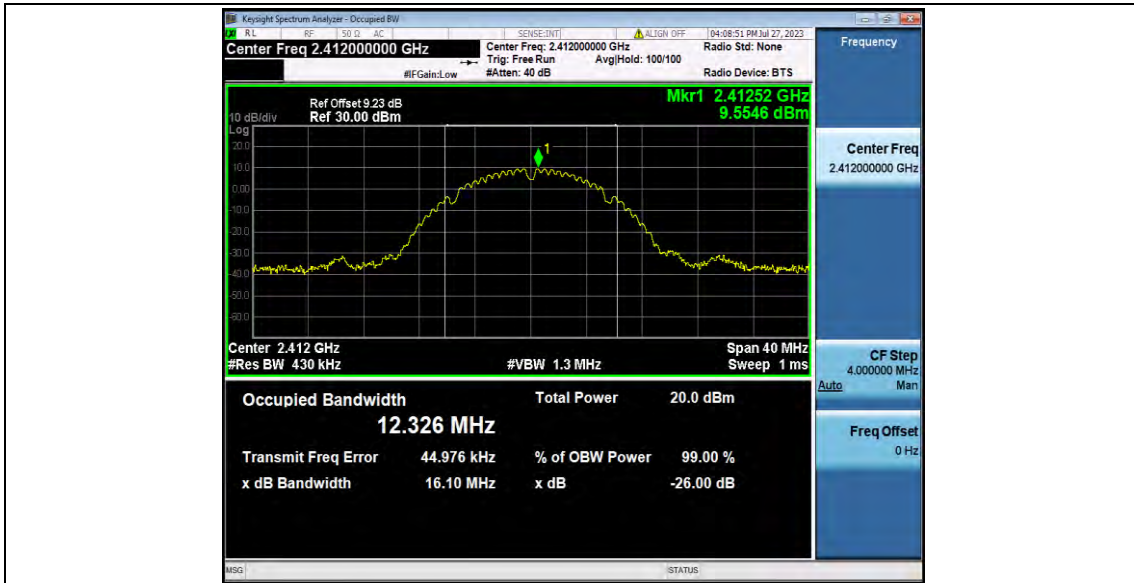 Keysight Spectrum Analyzer - Occupied BW
RL RF 50 Ω AC SENSE:INT ALIGN OFF 04:08:51 PM Jul 27, 2023
Center Freq 2.412000000 GHz
Center Freq: 2.412000000 GHz Radio Std: None
Trig: Free Run Avg|Hold: 100/100
#IFGain:Low #Atten: 40 dB Radio Device: BTS
Frequency
Mkr1 2.41252 GHz
9.5546 dBm
Ref Offset 9.23 dB
10 dB/div Ref 30.00 dBm
Log
20.0
10.0
0.00
-10.0
-20.0
-30.0
-40.0
-50.0
-60.0
1
Center 2.412 GHz Span 40 MHz
#Res BW 430 kHz #VBW 1.3 MHz Sweep 1 ms
Center Freq
2.412000000 GHz
CF Step
4.000000 MHz
Auto Man
Freq Offset
0 Hz
Occupied Bandwidth Total Power 20.0 dBm
12.326 MHz
Transmit Freq Error 44.976 kHz % of OBW Power 99.00 %
x dB Bandwidth 16.10 MHz x dB -26.00 dB
MSG STATUS